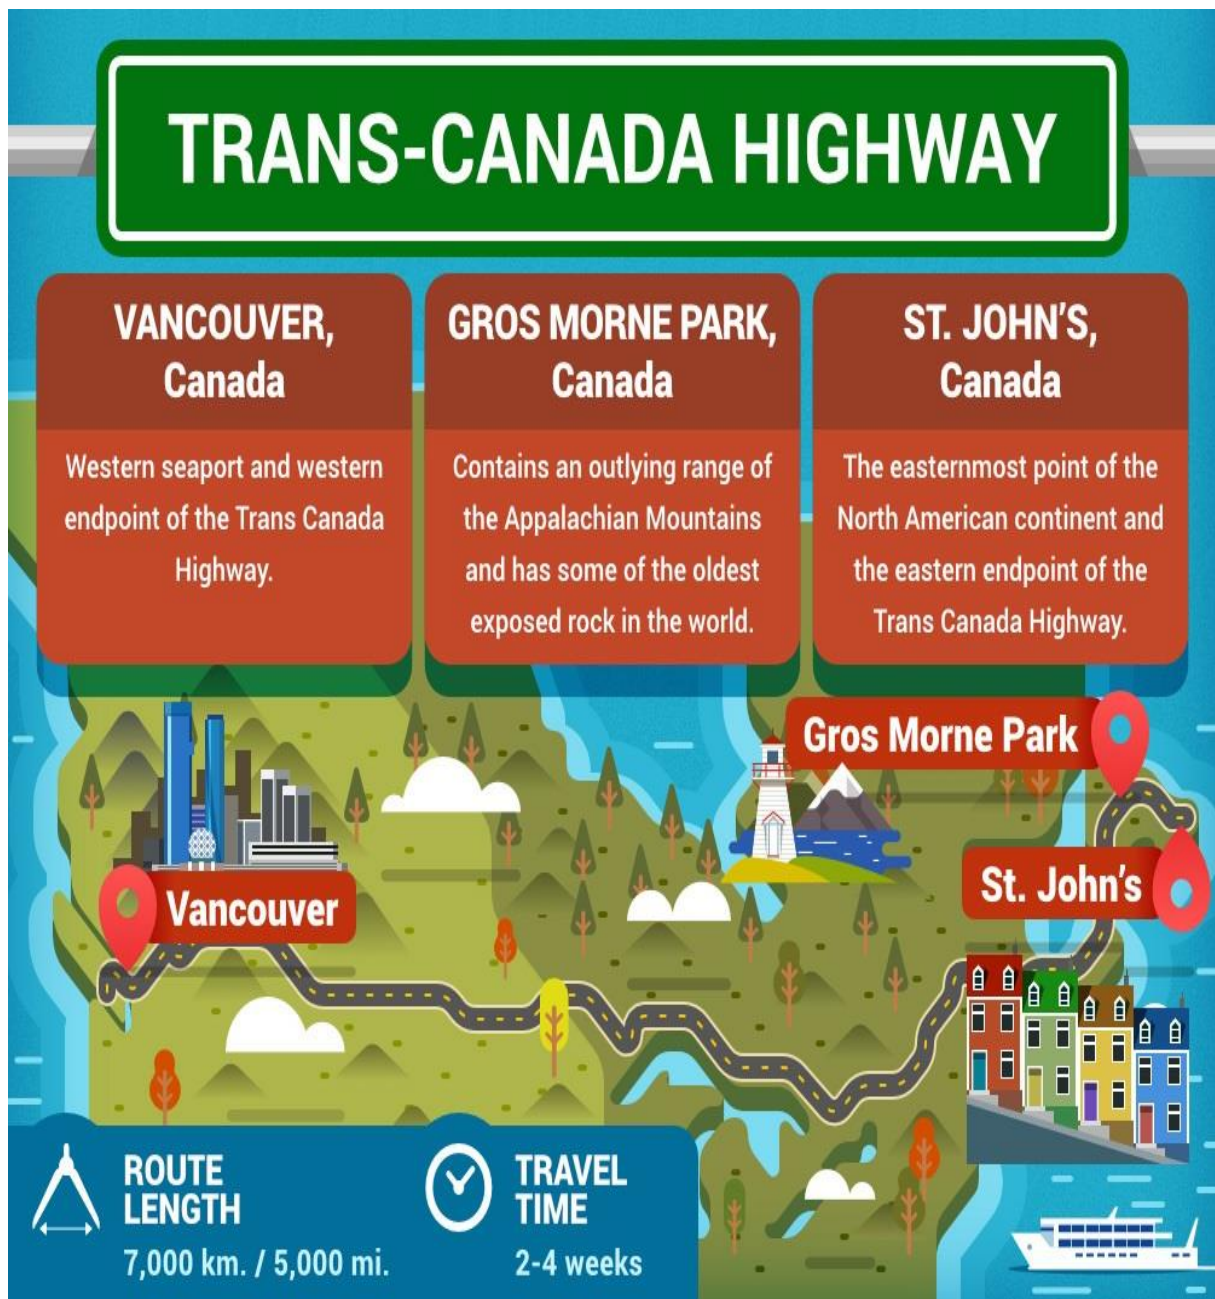 TRANS-CANADA HIGHWAY
VANCOUVER,
Canada
Western seaport and western
endpoint of the Trans Canada
Highway.
GROS MORNE PARK,
Canada
Contains an outlying range of
the Appalachian Mountains
and has some of the oldest
exposed rock in the world.
ST. JOHN'S,
Canada
The easternmost point of the
North American continent and
the eastern endpoint of the
Trans Canada Highway.
Gros Morne Park
St. John's
Vancouver
ROUTE
LENGTH
7,000 km. / 5,000 mi.
TRAVEL
TIME
2-4 weeks